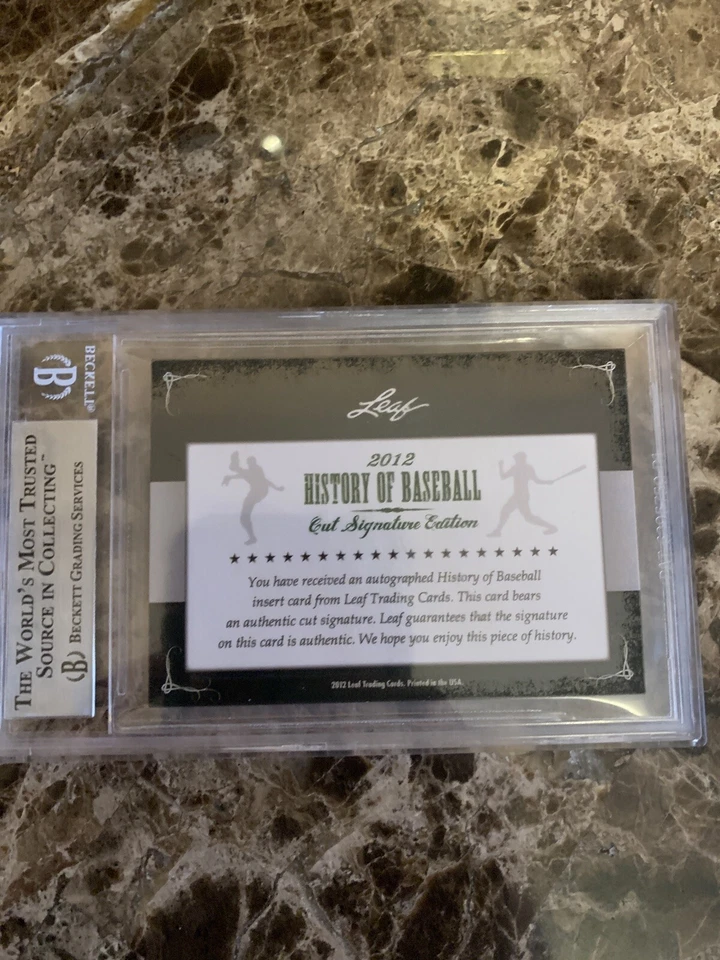 BECKETT®
B
THE WORLD'S MOST TRUSTED
SOURCE IN COLLECTING™
B BECKETT GRADING SERVICES
Leaf
2012
HISTORY OF BASEBALL
Cut Signature Edition
You have received an autographed History of Baseball
insert card from Leaf Trading Cards. This card bears
an authentic cut signature. Leaf guarantees that the signature
on this card is authentic. We hope you enjoy this piece of history.
2012 Leaf Trading Cards. Printed in the USA.